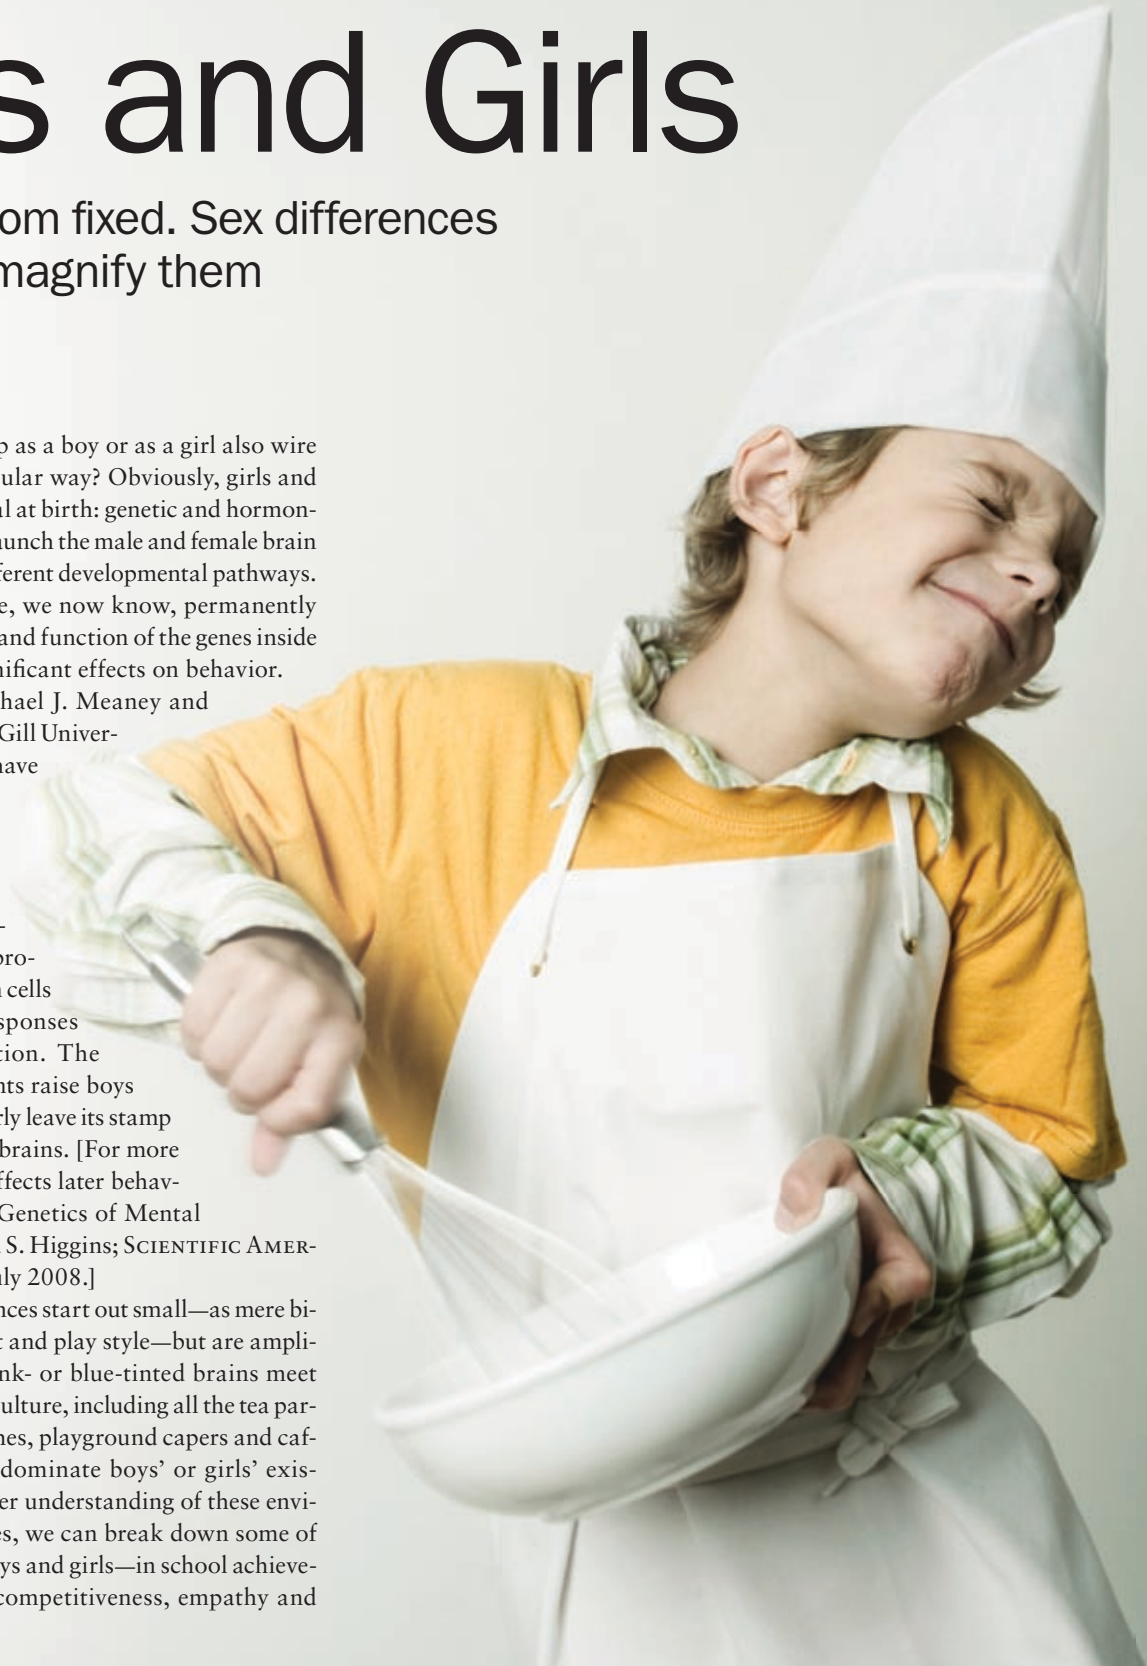 s and Girls
om fixed. Sex differences
magnify them
p as a boy or as a girl also wire
ular way? Obviously, girls and
al at birth: genetic and hormon-
aunch the male and female brain
ferent developmental pathways.
e, we now know, permanently
and function of the genes inside
nificant effects on behavior.
hael J. Meaney and
Gill Univer-
have
-
pro-
n cells
sponses
tion. The
nts raise boys
rly leave its stamp
brains. [For more
ffects later behav-
Genetics of Mental
S. Higgins; SCIENTIFIC AMER-
ly 2008.]
nces start out small—as mere bi-
t and play style—but are ampli-
nk- or blue-tinted brains meet
ulture, including all the tea par-
nes, playground capers and caf-
dominate boys’ or girls’ exis-
er understanding of these envi-
es, we can break down some of
ys and girls—in school achieve-
competitiveness, empathy and